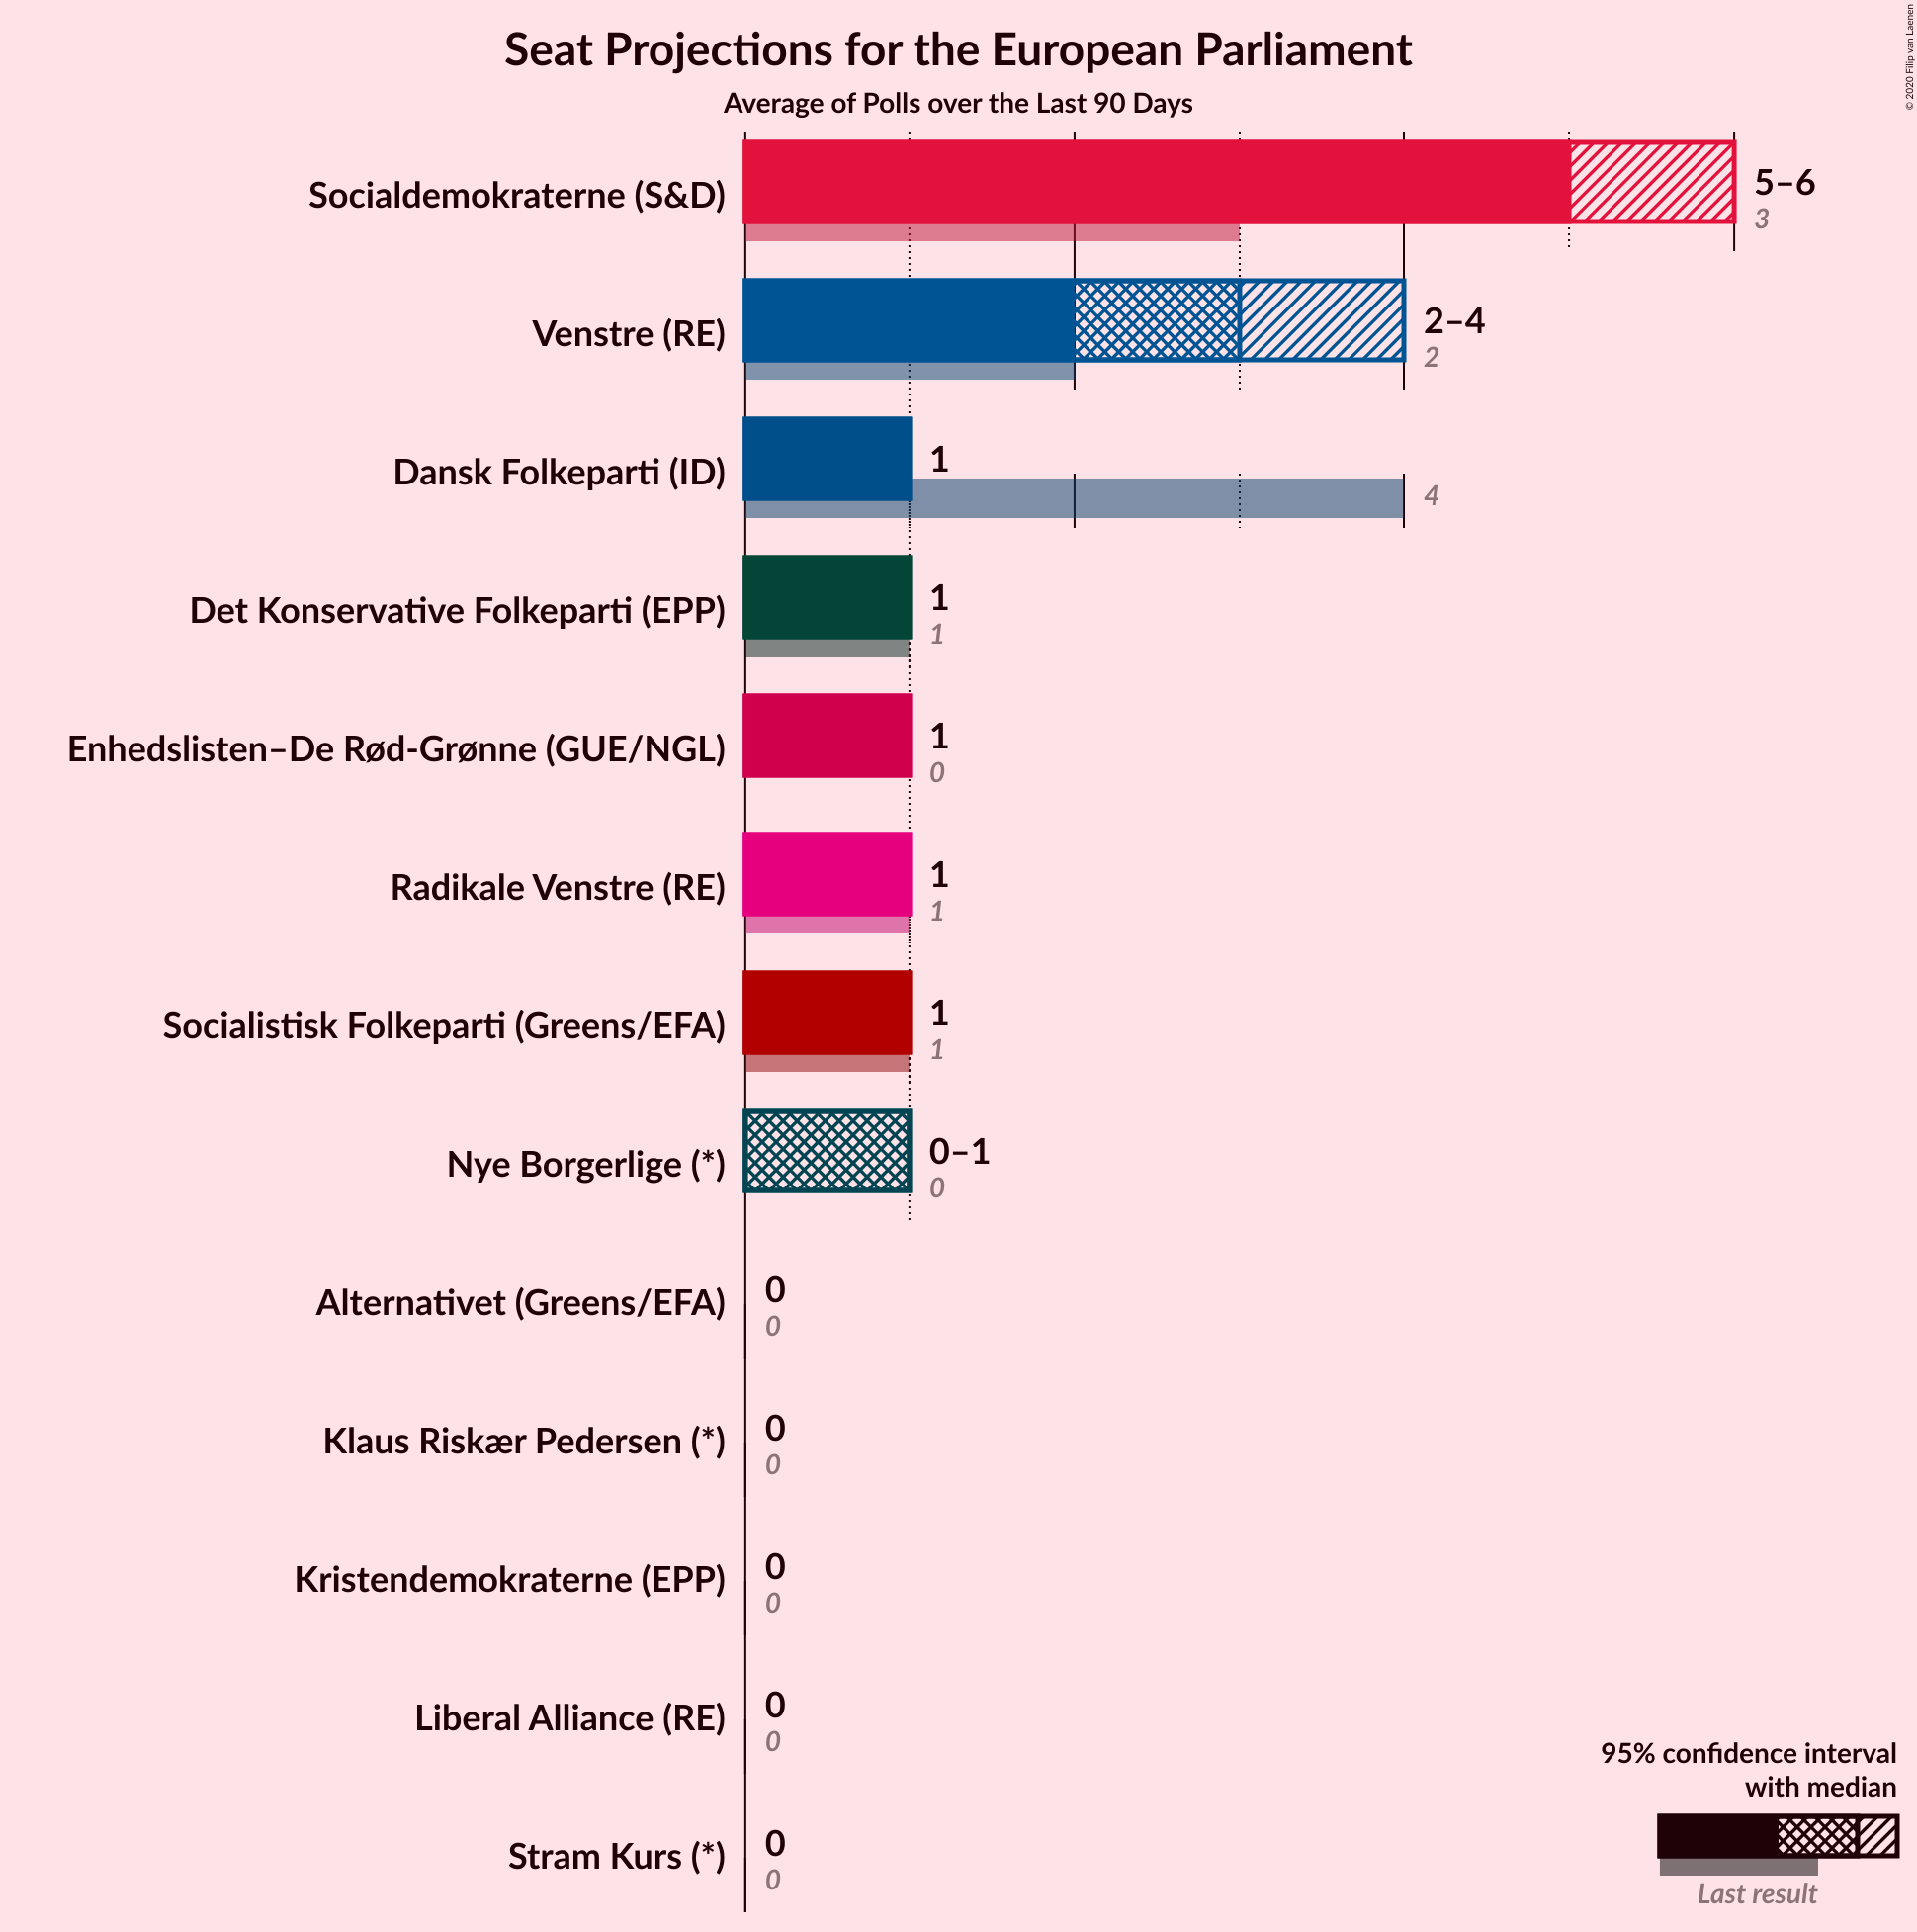 Seat Projections for the European Parliament
Average of Polls over the Last 90 Days
© 2020 Filip van Laenen
Socialdemokraterne (S&D)
5–6
3
Venstre (RE)
2–4
2
Dansk Folkeparti (ID)
1
4
Det Konservative Folkeparti (EPP)
1
1
Enhedslisten–De Rød-Grønne (GUE/NGL)
1
0
Radikale Venstre (RE)
1
1
Socialistisk Folkeparti (Greens/EFA)
1
1
Nye Borgerlige (*)
0–1
0
Alternativet (Greens/EFA)
0
0
Klaus Riskær Pedersen (*)
0
0
Kristendemokraterne (EPP)
0
0
Liberal Alliance (RE)
0
0
Stram Kurs (*)
0
0
95% confidence interval
with median
Last result